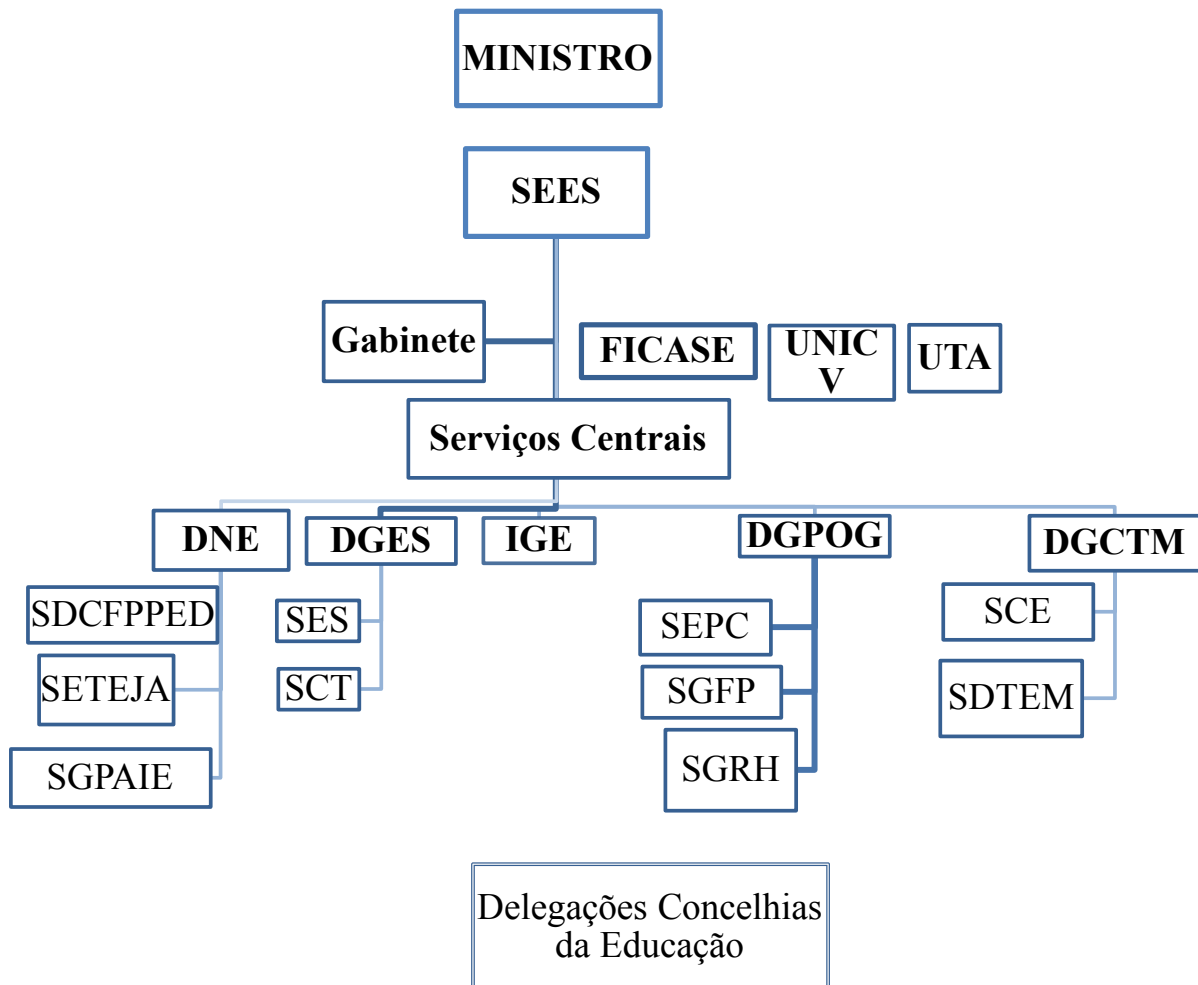 MINISTRO
SEES
Gabinete
FICASE
UNIC
V
UTA
Serviços Centrais
DNE
DGES
IGE
DGPOG
DGCTM
SDCFPPED
SES
SEPC
SCE
SETEJA
SCT
SGFP
SDTEM
SGPAIE
SGRH
Delegações Concelhias
da Educação